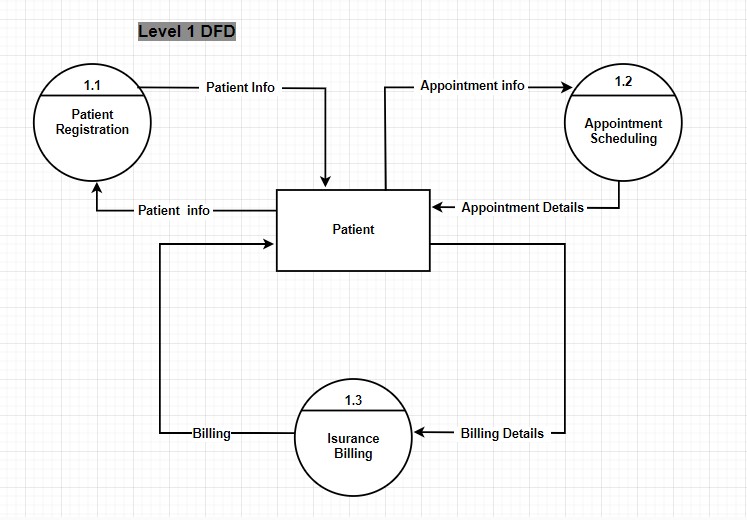 Level 1 DFD
1.1
Patient
Registration
Patient Info
Appointment info
1.2
Appointment
Scheduling
Patient  info
Appointment Details
Patient
1.3
Isurance
Billing
Billing
Billing Details